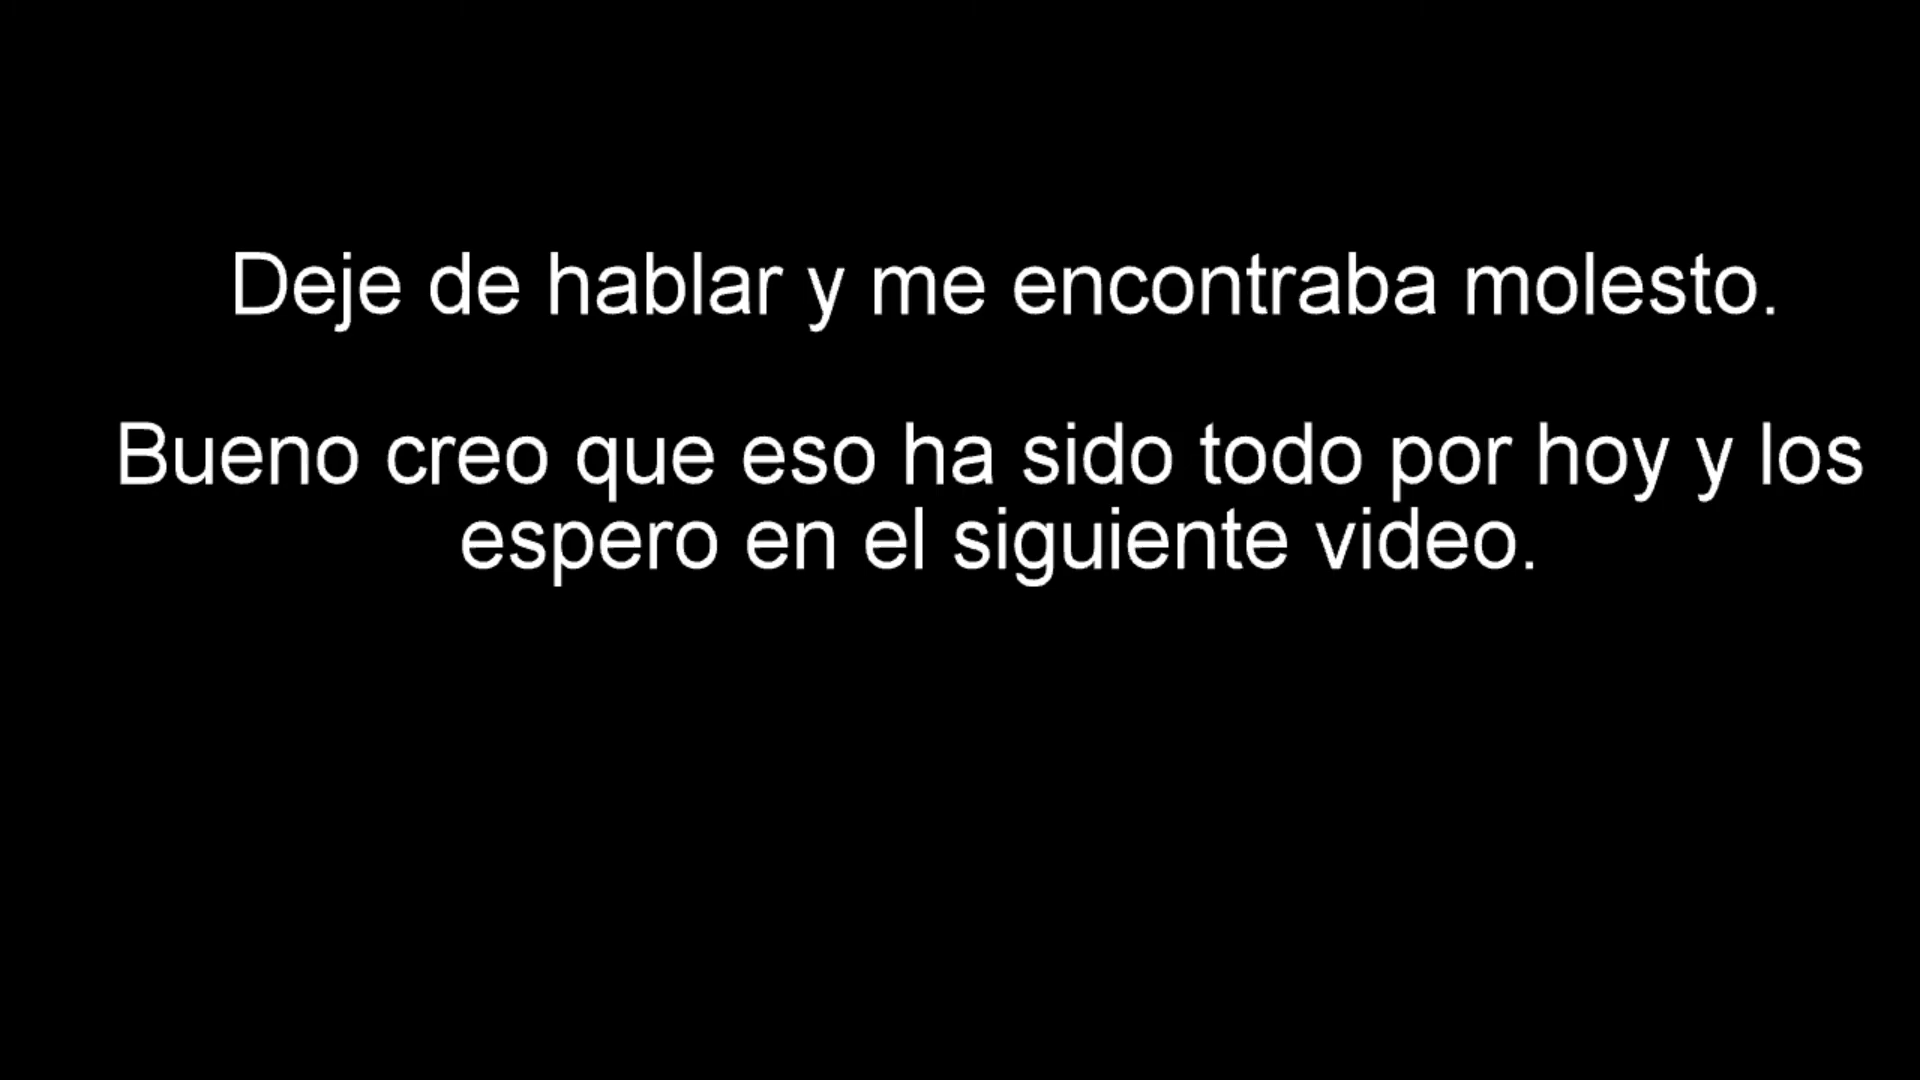 Deje de hablar y me encontraba molesto.
Bueno creo que eso ha sido todo por hoy y los
espero en el siguiente video.